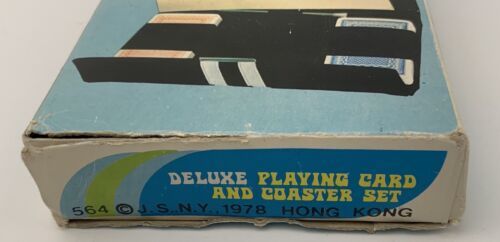 DELUXE PLAYING CARD
AND COASTER SET
564 © J.S.,N.Y., 1978 HONG KONG